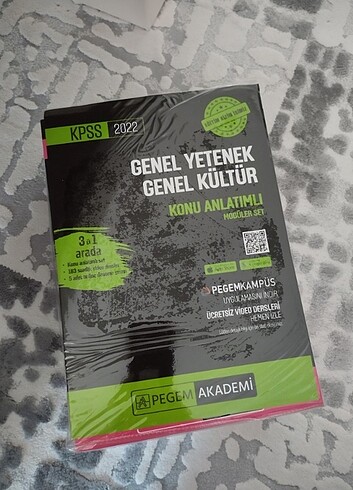 KPSS 2022
GENEL YETENEK
GENEL KÜLTÜR
KONU ANLATIMLI
MODÜLER SET
3'ü 1
arada
PEGEMKAMPÜS
UYGULAMASINI İNDİR
ÜCRETSİZ VİDEO DERSLERİ
HEMEN İZLE
PEGEM AKADEMİ